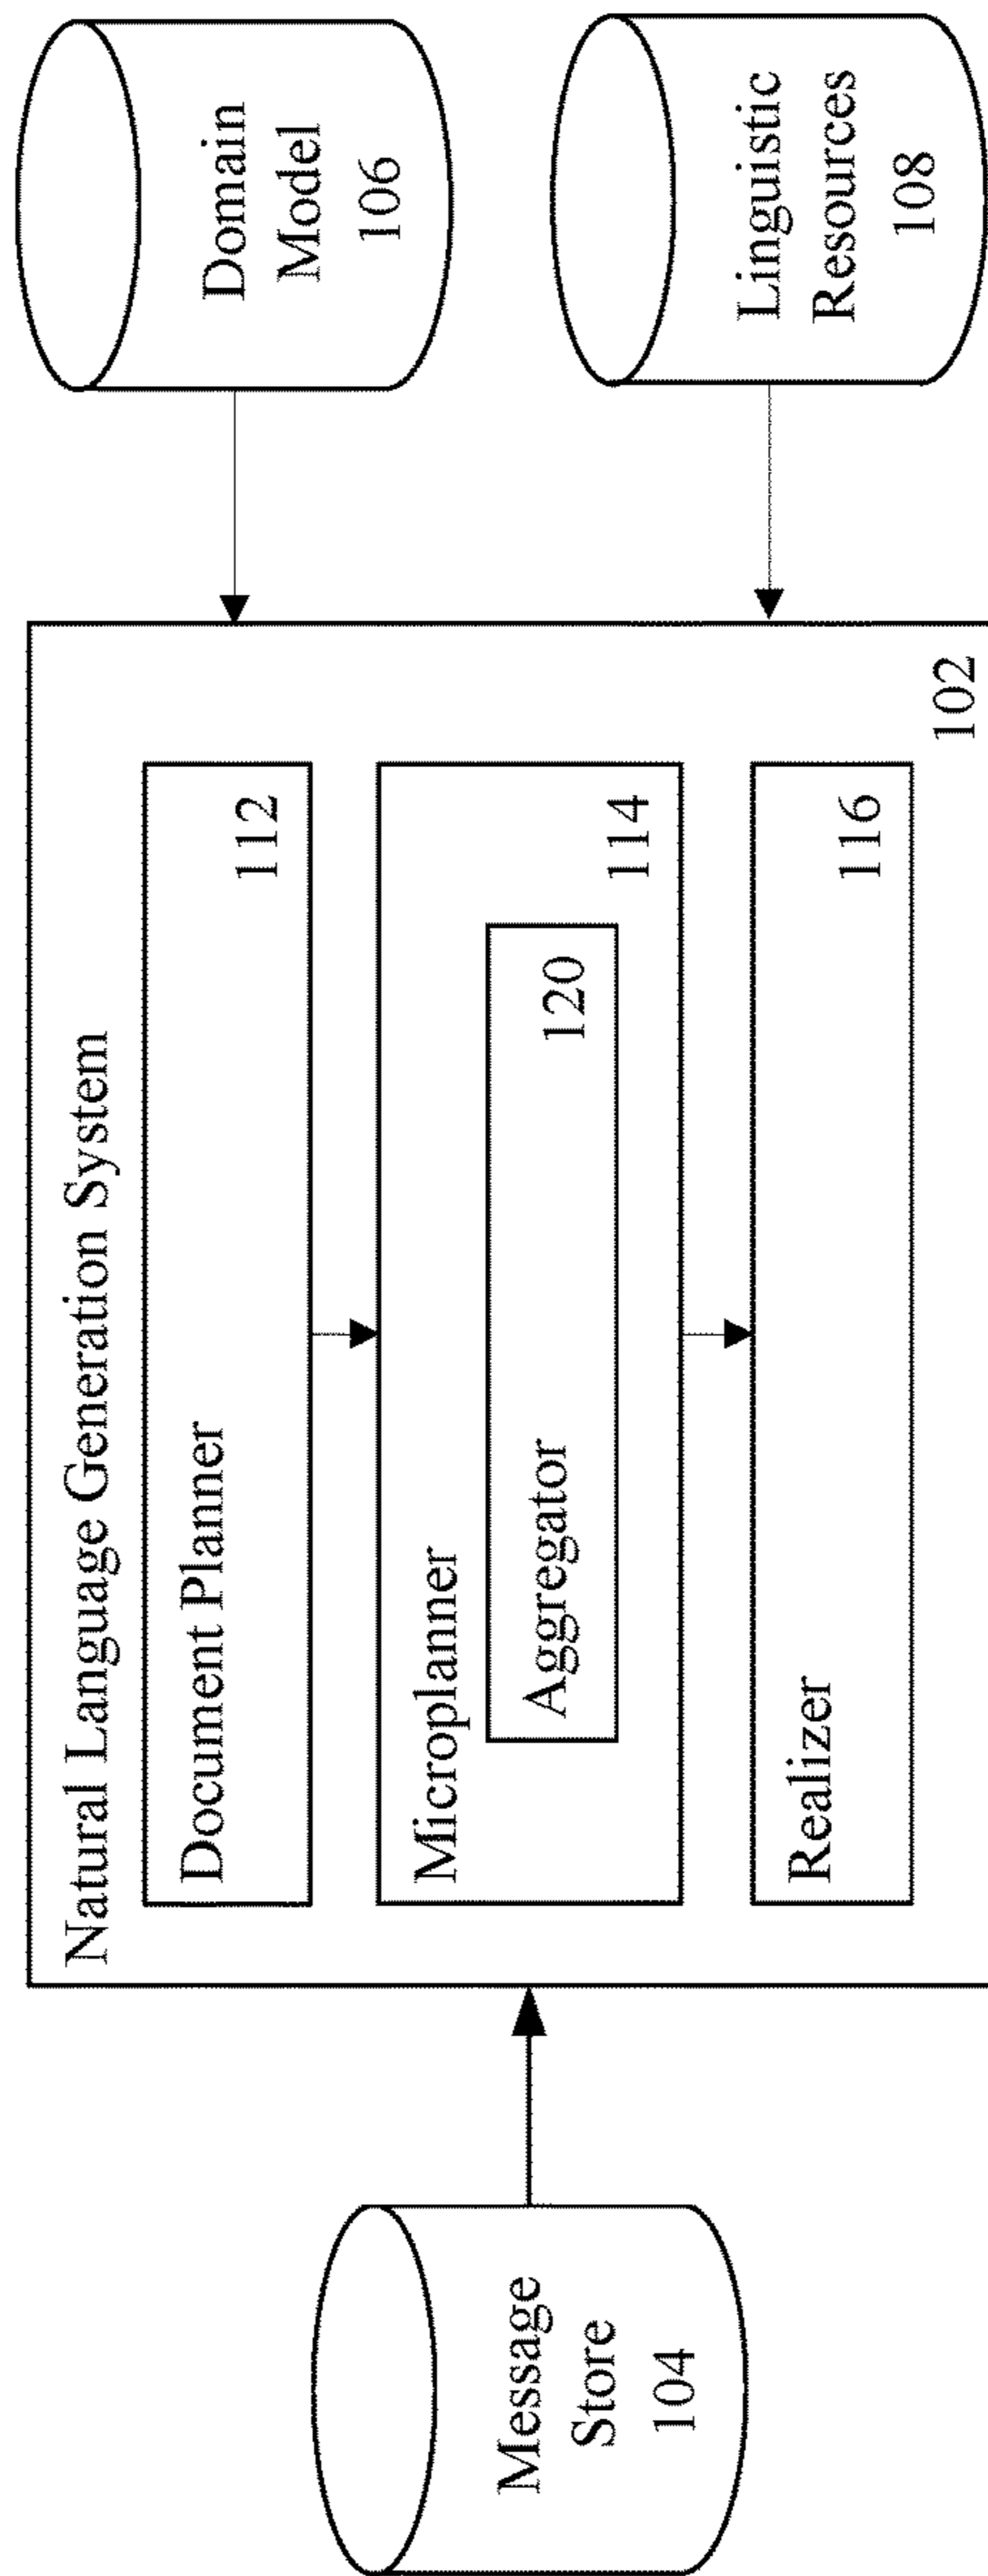 Natural Language Generation System
Document Planner
112
Microplanner
114
Aggregator
120
Realizer
116
102
Message
Store
104
Domain
Model
106
Linguistic
Resources
108